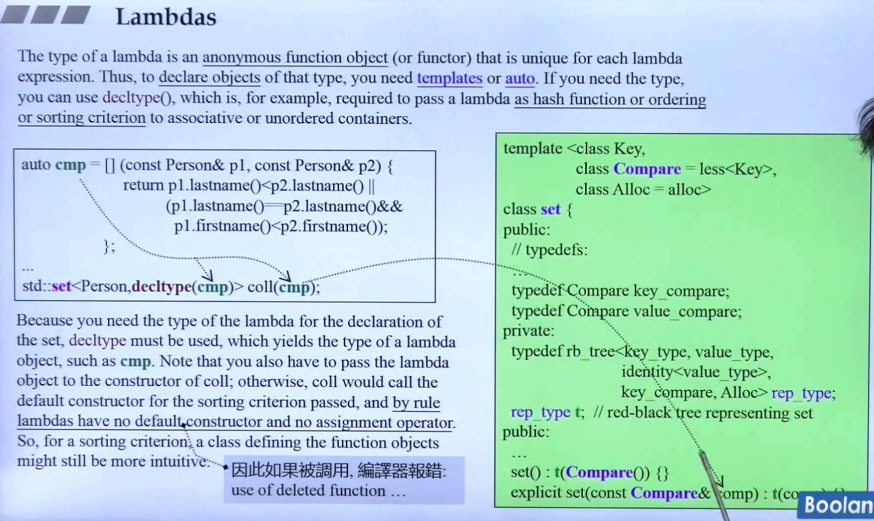 Lambdas
The type of a lambda is an anonymous function object (or functor) that is unique for each lambda
expression. Thus, to declare objects of that type, you need templates or auto. If you need the type,
you can use decltype(), which is, for example, required to pass a lambda as hash function or ordering
or sorting criterion to associative or unordered containers.
auto cmp = [] (const Person& p1, const Person& p2) {
return p1.lastname()<p2.lastname() ||
(p1.lastname()==p2.lastname()&&
p1.firstname()<p2.firstname());
};
...
std::set<Person,decltype(cmp)> coll(cmp);
Because you need the type of the lambda for the declaration of
the set, decltype must be used, which yields the type of a lambda
object, such as cmp. Note that you also have to pass the lambda
object to the constructor of coll; otherwise, coll would call the
default constructor for the sorting criterion passed, and by rule
lambdas have no default constructor and no assignment operator.
So, for a sorting criterion, a class defining the function objects
might still be more intuitive.
因此如果被調用, 編譯器報錯:
use of deleted function …
template <class Key,
class Compare = less<Key>,
class Alloc = alloc>
class set {
public:
// typedefs:
...
typedef Compare key_compare;
typedef Compare value_compare;
private:
typedef rb_tree<key_type, value_type,
identity<value_type>,
key_compare, Alloc> rep_type;
rep_type t; // red-black tree representing set
public:
...
set() : t(Compare()) {}
explicit set(const Compare& comp) : t(
Boolan